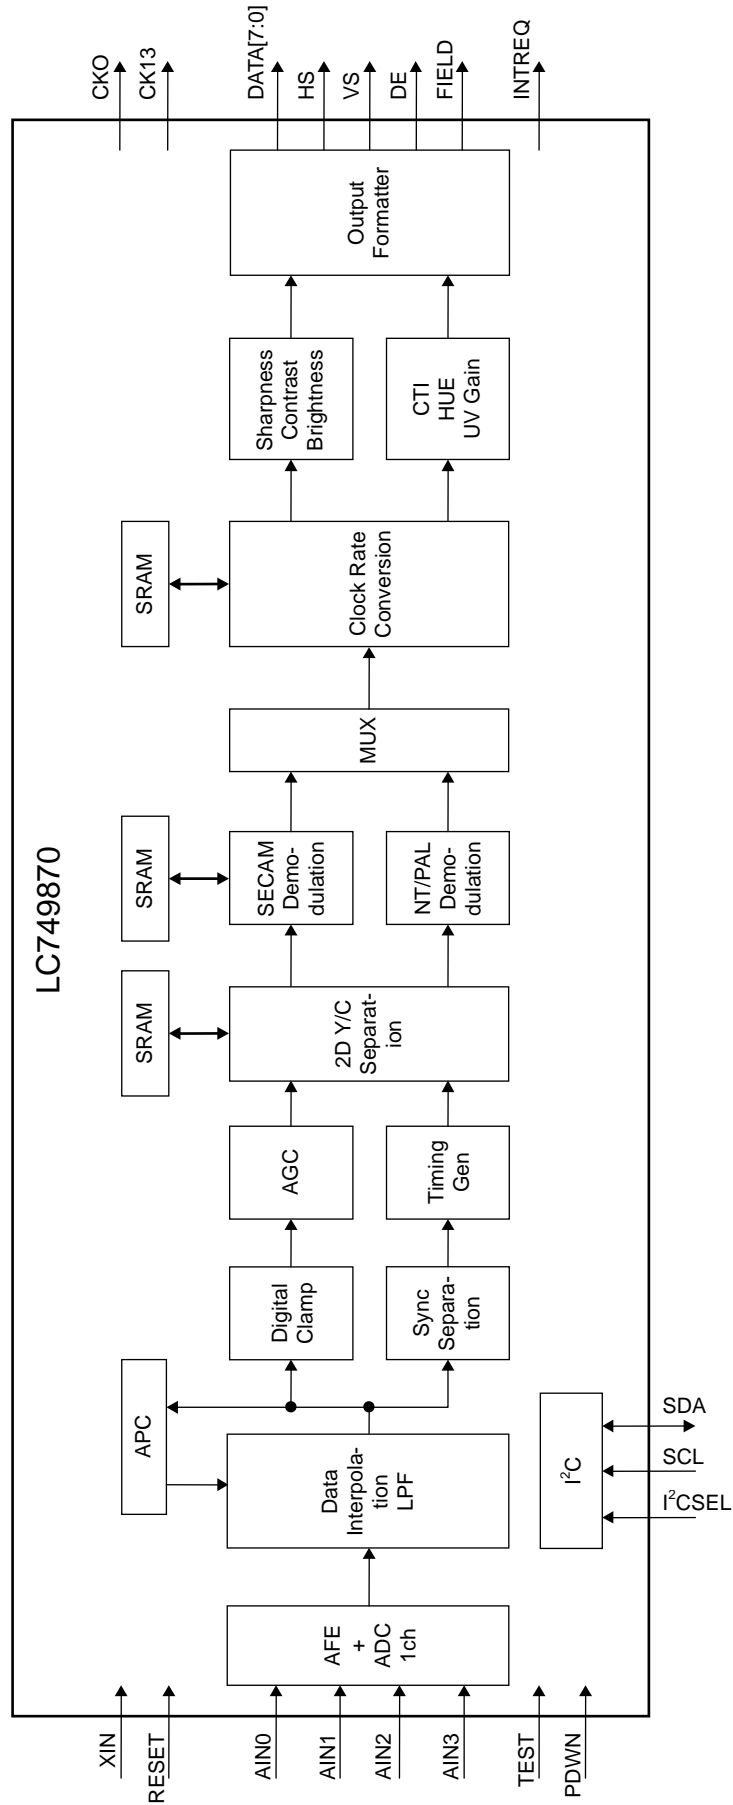 LC749870
XIN
RESET
AIN0
AIN1
AIN2
AIN3
TEST
PDWN
AFE
+
ADC
1ch
Data
Interpola-
tion
LPF
APC
I²C
I²CSEL
SCL
SDA
Digital
Clamp
Sync
Separa-
tion
AGC
Timing
Gen
SRAM
2D Y/C
Separat-
ion
SRAM
SECAM
Demo-
dulation
NT/PAL
Demo-
dulation
MUX
SRAM
Clock Rate
Conversion
Sharpness
Contrast
Brightness
CTI
HUE
UV Gain
Output
Formatter
CKO
CK13
DATA[7:0]
HS
VS
DE
FIELD
INTREQ